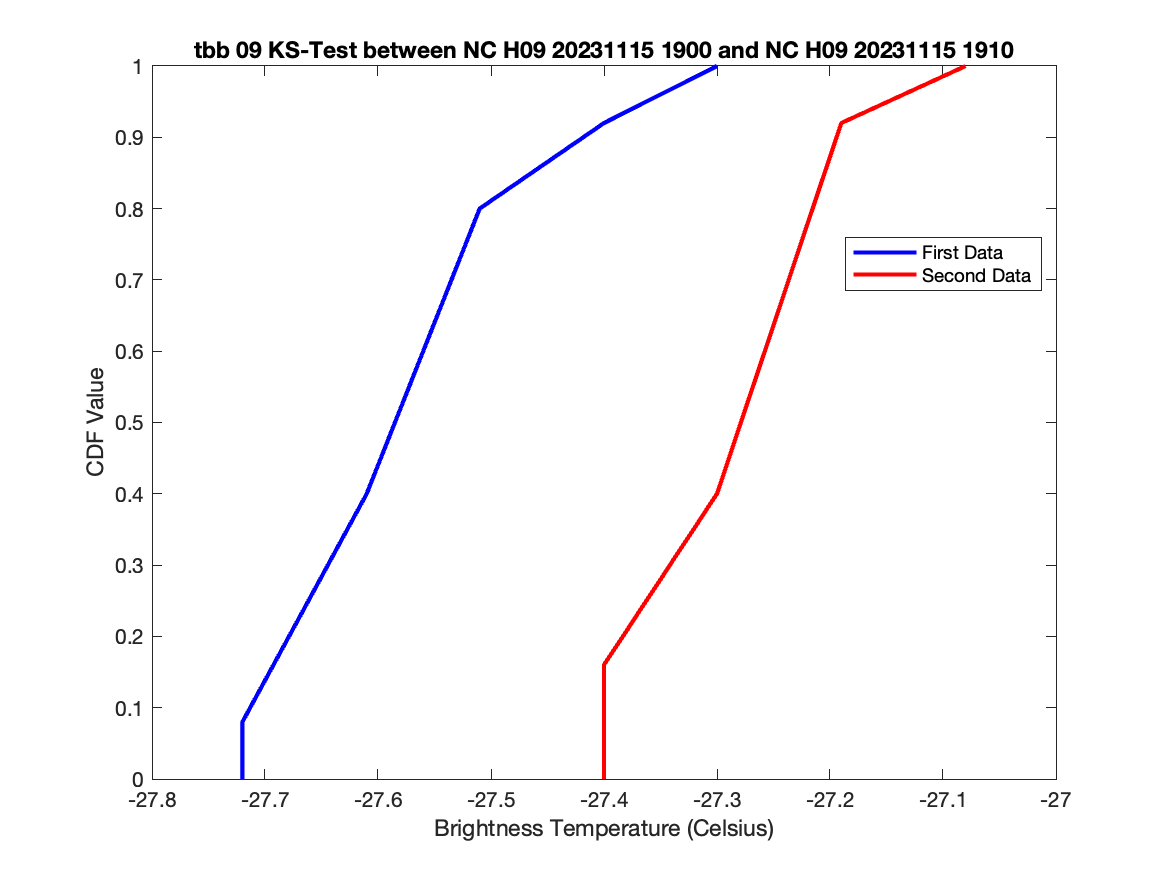 tbb 09 KS-Test between NC H09 20231115 1900 and NC H09 20231115 1910
1
0.9
0.8
0.7
0.6
0.5
0.4
0.3
0.2
0.1
0
CDF Value
First Data
Second Data
-27.8 -27.7 -27.6 -27.5 -27.4 -27.3 -27.2 -27.1 -27
Brightness Temperature (Celsius)